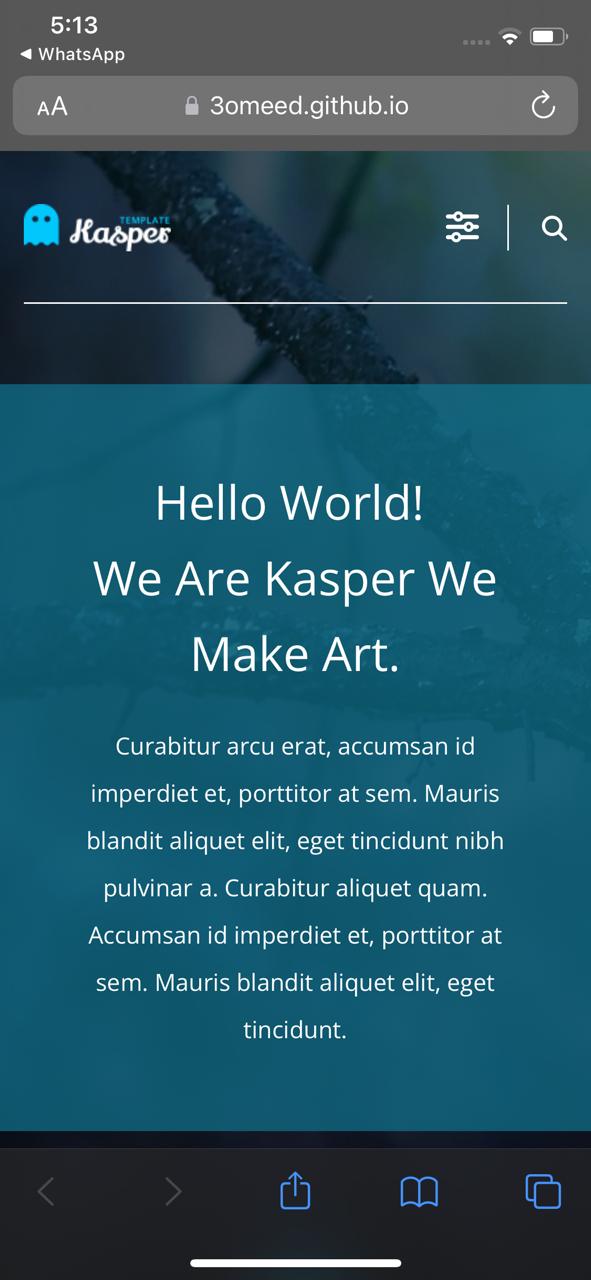 5:13
WhatsApp
AA
3omeed.github.io
TEMPLATE
Kasper
Hello World!
We Are Kasper We
Make Art.
Curabitur arcu erat, accumsan id
imperdiet et, porttitor at sem. Mauris
blandit aliquet elit, eget tincidunt nibh
pulvinar a. Curabitur aliquet quam.
Accumsan id imperdiet et, porttitor at
sem. Mauris blandit aliquet elit, eget
tincidunt.